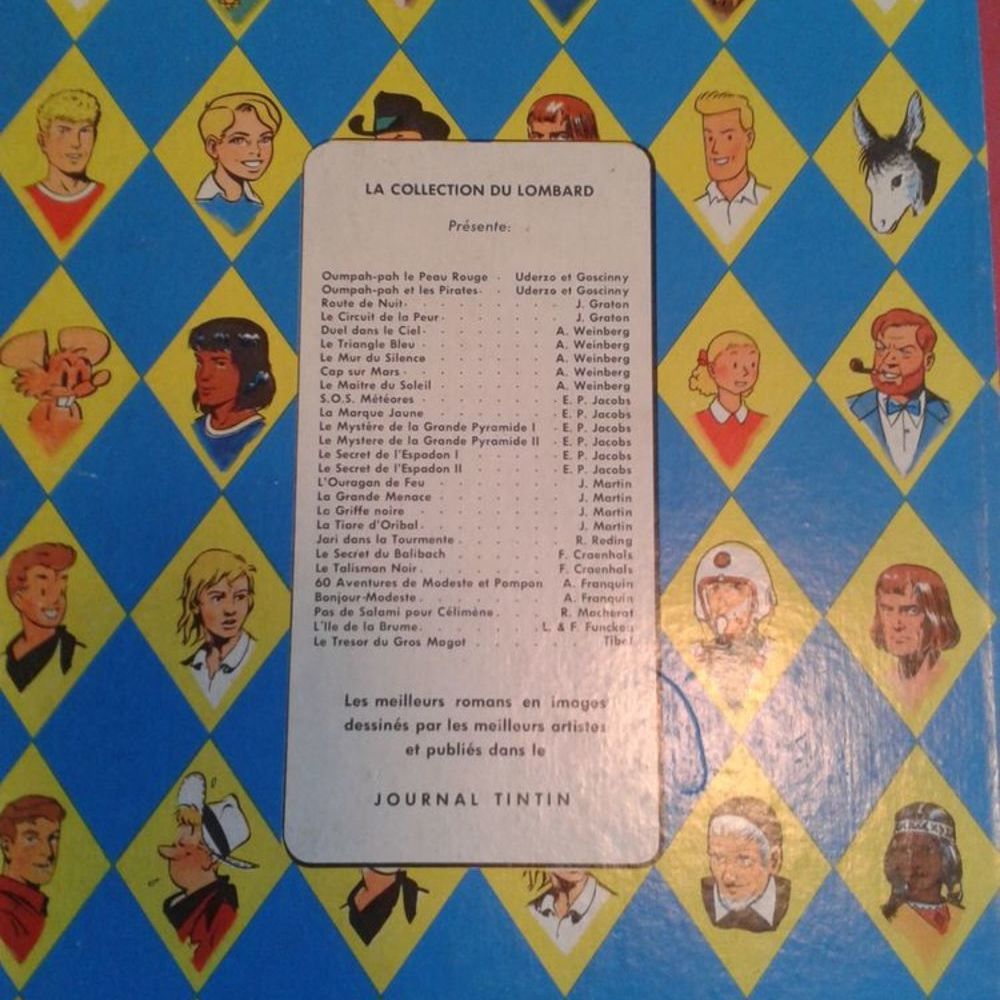 LA COLLECTION DU LOMBARD
Présente:
Oumpah-pah le Peau Rouge · Uderzo et Goscinny
Oumpah-pah et les Pirates · Uderzo et Goscinny
Route de Nuit · J. Graton
Le Circuit de la Peur · J. Graton
Duel dans le Ciel · A. Weinberg
Le Triangle Bleu · A. Weinberg
Le Mur du Silence · A. Weinberg
Cap sur Mars · A. Weinberg
Le Maitre du Soleil · A. Weinberg
S.O.S. Météores · E. P. Jacobs
La Marque Jaune · E. P. Jacobs
Le Mystère de la Grande Pyramide I · E. P. Jacobs
Le Mystere de la Grande Pyramide II · E. P. Jacobs
Le Secret de l'Espadon I · E. P. Jacobs
Le Secret de l'Espadon II · E. P. Jacobs
L'Ouragan de Feu · J. Martin
La Grande Menace · J. Martin
La Griffe noire · J. Martin
La Tiare d'Oribal · J. Martin
Jari dans la Tourmente · R. Reding
Le Secret du Balibach · F. Craenhals
Le Talisman Noir · F. Craenhals
60 Aventures de Modeste et Pompon A. Franquin
Bonjour-Modeste · A. Franquin
Pas de Salami pour Célimène · R. Macherot
L'Ile de la Brume · L. & F. Funcken
Le Tresor du Gros Magot · Tibet
Les meilleurs romans en images
dessinés par les meilleurs artistes
et publiés dans le
JOURNAL TINTIN